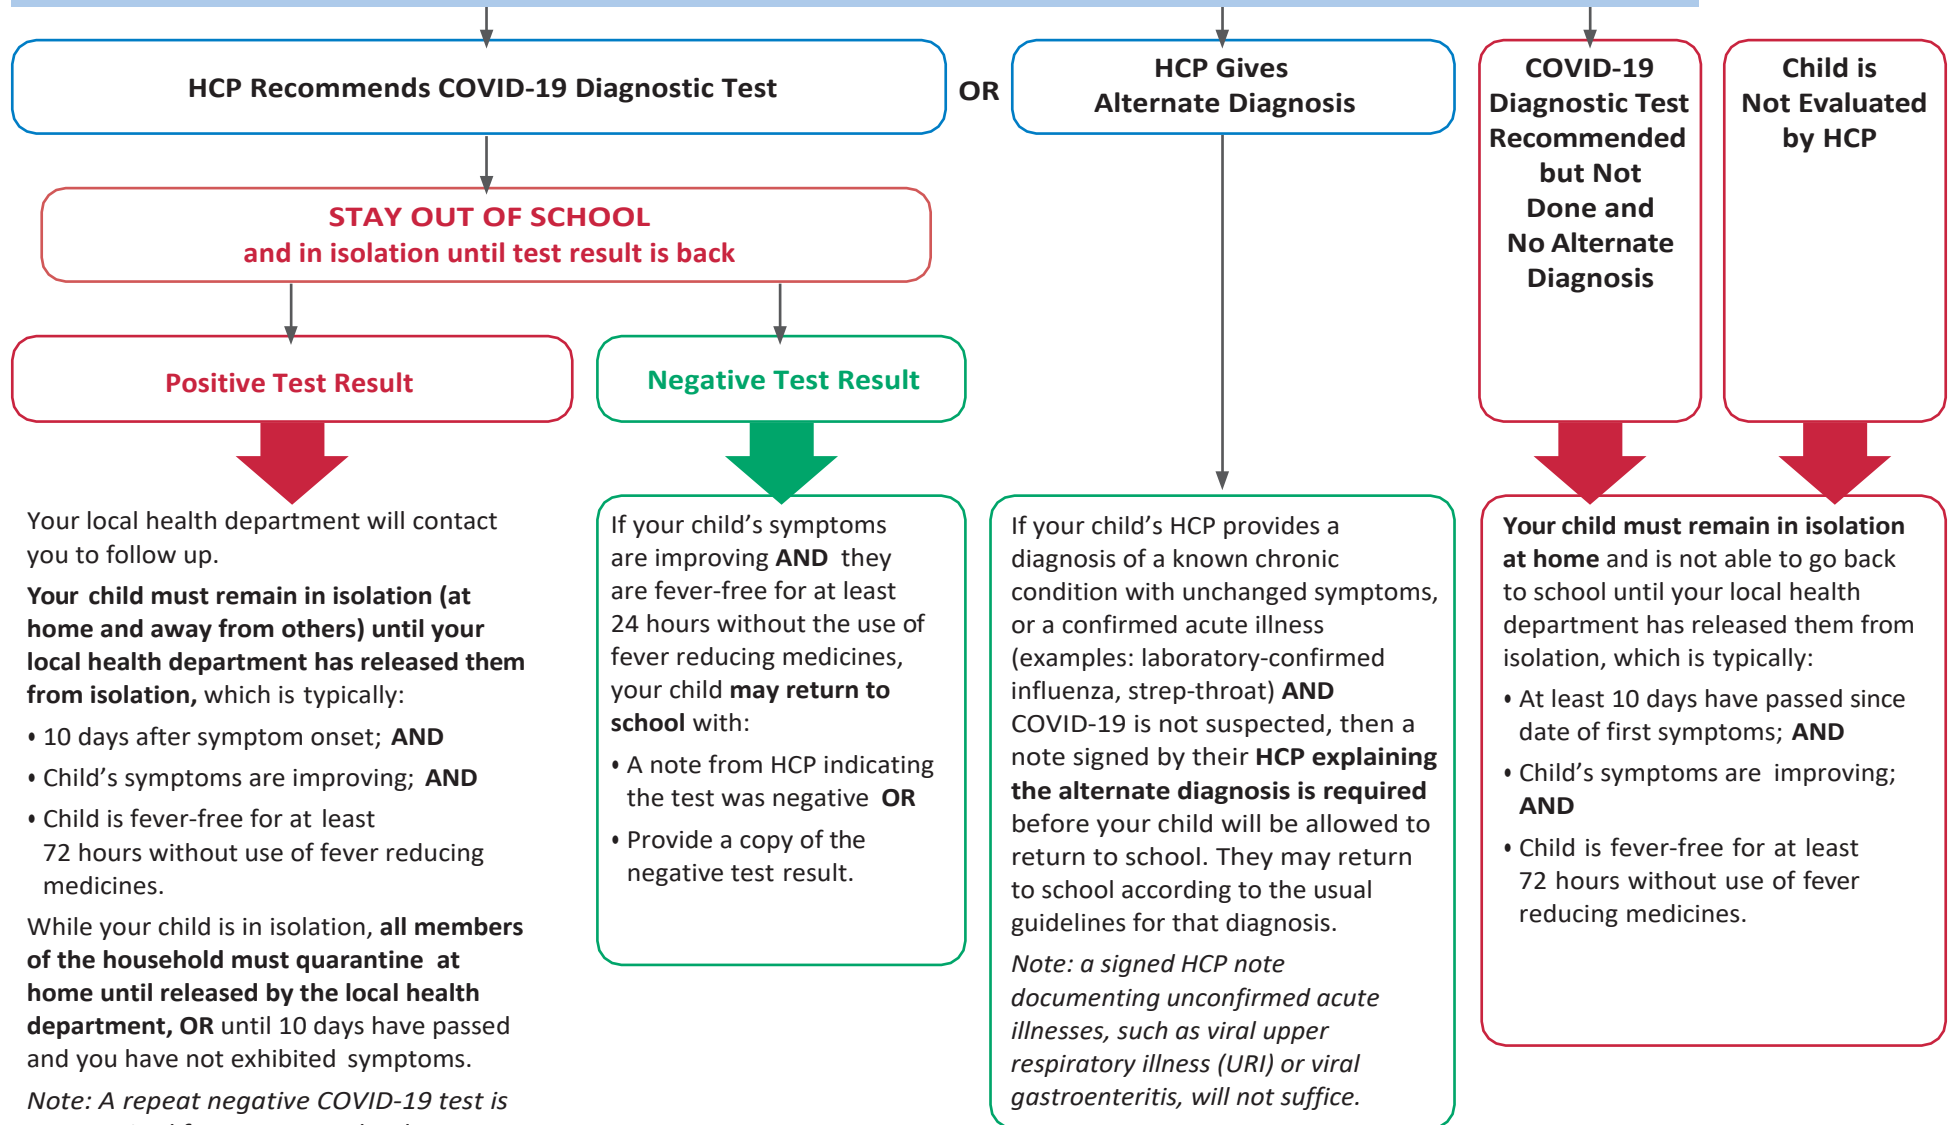 HCP Recommends COVID-19 Diagnostic Test
OR
HCP Gives
Alternate Diagnosis
COVID-19
Diagnostic Test
Recommended
but Not
Done and
No Alternate
Diagnosis
Child is
Not Evaluated
by HCP
STAY OUT OF SCHOOL
and in isolation until test result is back
Positive Test Result
Negative Test Result
Your local health department will contact
you to follow up.
Your child must remain in isolation (at
home and away from others) until your
local health department has released them
from isolation, which is typically:
• 10 days after symptom onset; AND
• Child’s symptoms are improving; AND
• Child is fever-free for at least
72 hours without use of fever reducing
medicines.
While your child is in isolation, all members
of the household must quarantine at
home until released by the local health
department, OR until 10 days have passed
and you have not exhibited symptoms.
Note: A repeat negative COVID-19 test is
If your child’s symptoms
are improving AND they
are fever-free for at least
24 hours without the use of
fever reducing medicines,
your child may return to
school with:
• A note from HCP indicating
the test was negative OR
• Provide a copy of the
negative test result.
If your child’s HCP provides a
diagnosis of a known chronic
condition with unchanged symptoms,
or a confirmed acute illness
(examples: laboratory-confirmed
influenza, strep-throat) AND
COVID-19 is not suspected, then a
note signed by their HCP explaining
the alternate diagnosis is required
before your child will be allowed to
return to school. They may return
to school according to the usual
guidelines for that diagnosis.
Note: a signed HCP note
documenting unconfirmed acute
illnesses, such as viral upper
respiratory illness (URI) or viral
gastroenteritis, will not suffice.
Your child must remain in isolation
at home and is not able to go back
to school until your local health
department has released them from
isolation, which is typically:
• At least 10 days have passed since
date of first symptoms; AND
• Child’s symptoms are improving;
AND
• Child is fever-free for at least
72 hours without use of fever
reducing medicines.